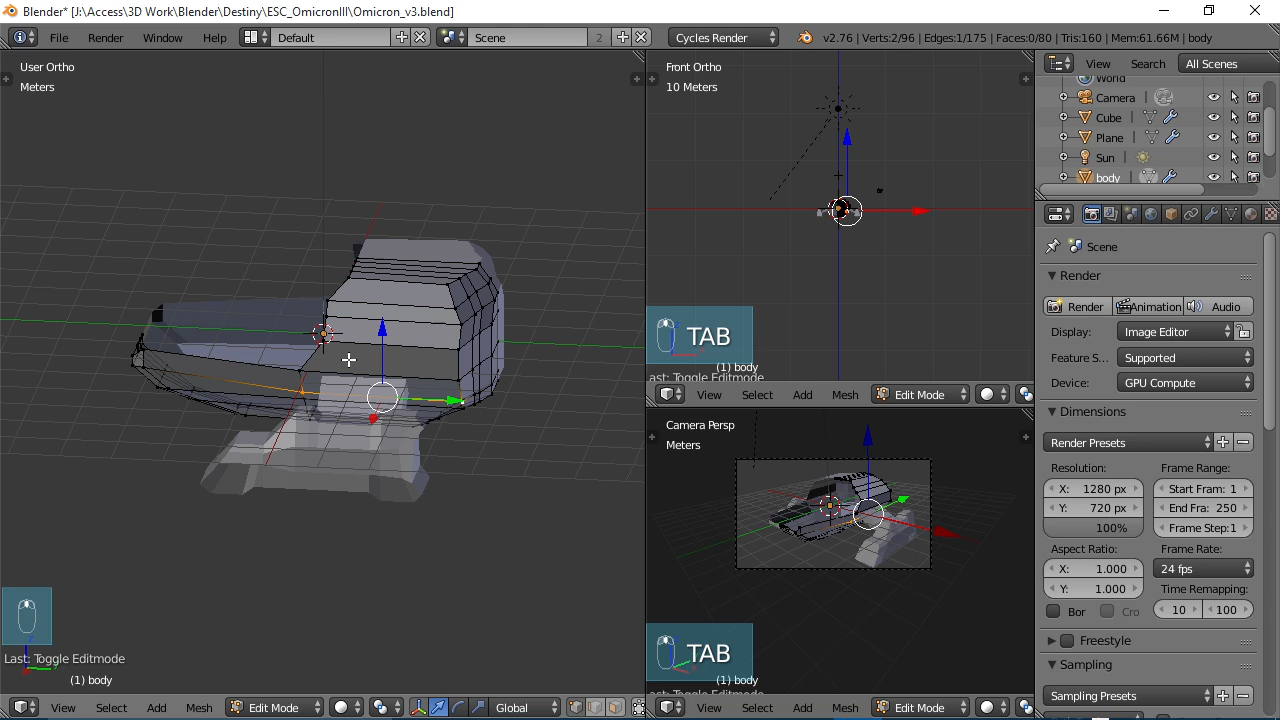 Blender* [J:\Access\3D Work\Blender\Destiny\ESC_OmicronIII\Omicron_v3.blend]
File Render Window Help Default Scene 2 Cycles Render v2.76 | Verts:2/96 | Edges:1/175 | Faces:0/80 | Tris:160 | Mem:61.66M | body
User Ortho
Meters
Front Ortho
10 Meters
TAB
(1) body
ast: Toggle Editmode
View Select Add Mesh Edit Mode
Camera Persp
Meters
TAB
(1) body
ast: Toggle Editmode
Last: Toggle Editmode
(1) body
View Select Add Mesh Edit Mode Global
View Select Add Mesh Edit Mode
View Search All Scenes
World
Camera
Cube
Plane
Sun
body
Scene
Render
Render Animation Audio
Display: Image Editor
Feature S... Supported
Device: GPU Compute
Dimensions
Render Presets
Resolution: Frame Range:
X: 1280 px Start Fram: 1
Y: 720 px End Fra: 250
100% Frame Step:1
Aspect Ratio: Frame Rate:
X: 1.000 24 fps
Y: 1.000 Time Remapping:
Bor Cro 10 100
Freestyle
Sampling
Sampling Presets